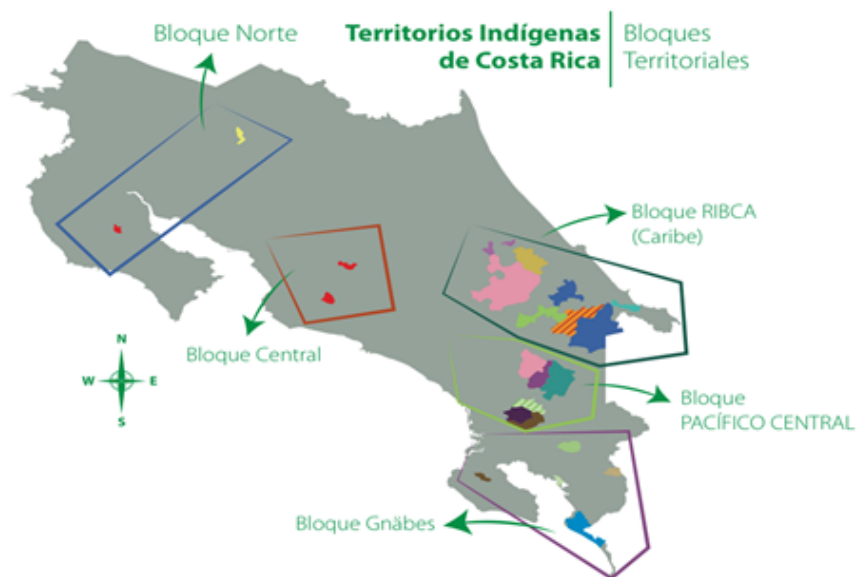 Bloque Norte
Territorios Indígenas
de Costa Rica
Bloques
Territoriales
Bloque RIBCA
(Caribe)
Bloque Central
N
W E
S
Bloque
PACÍFICO CENTRAL
Bloque Gnäbes